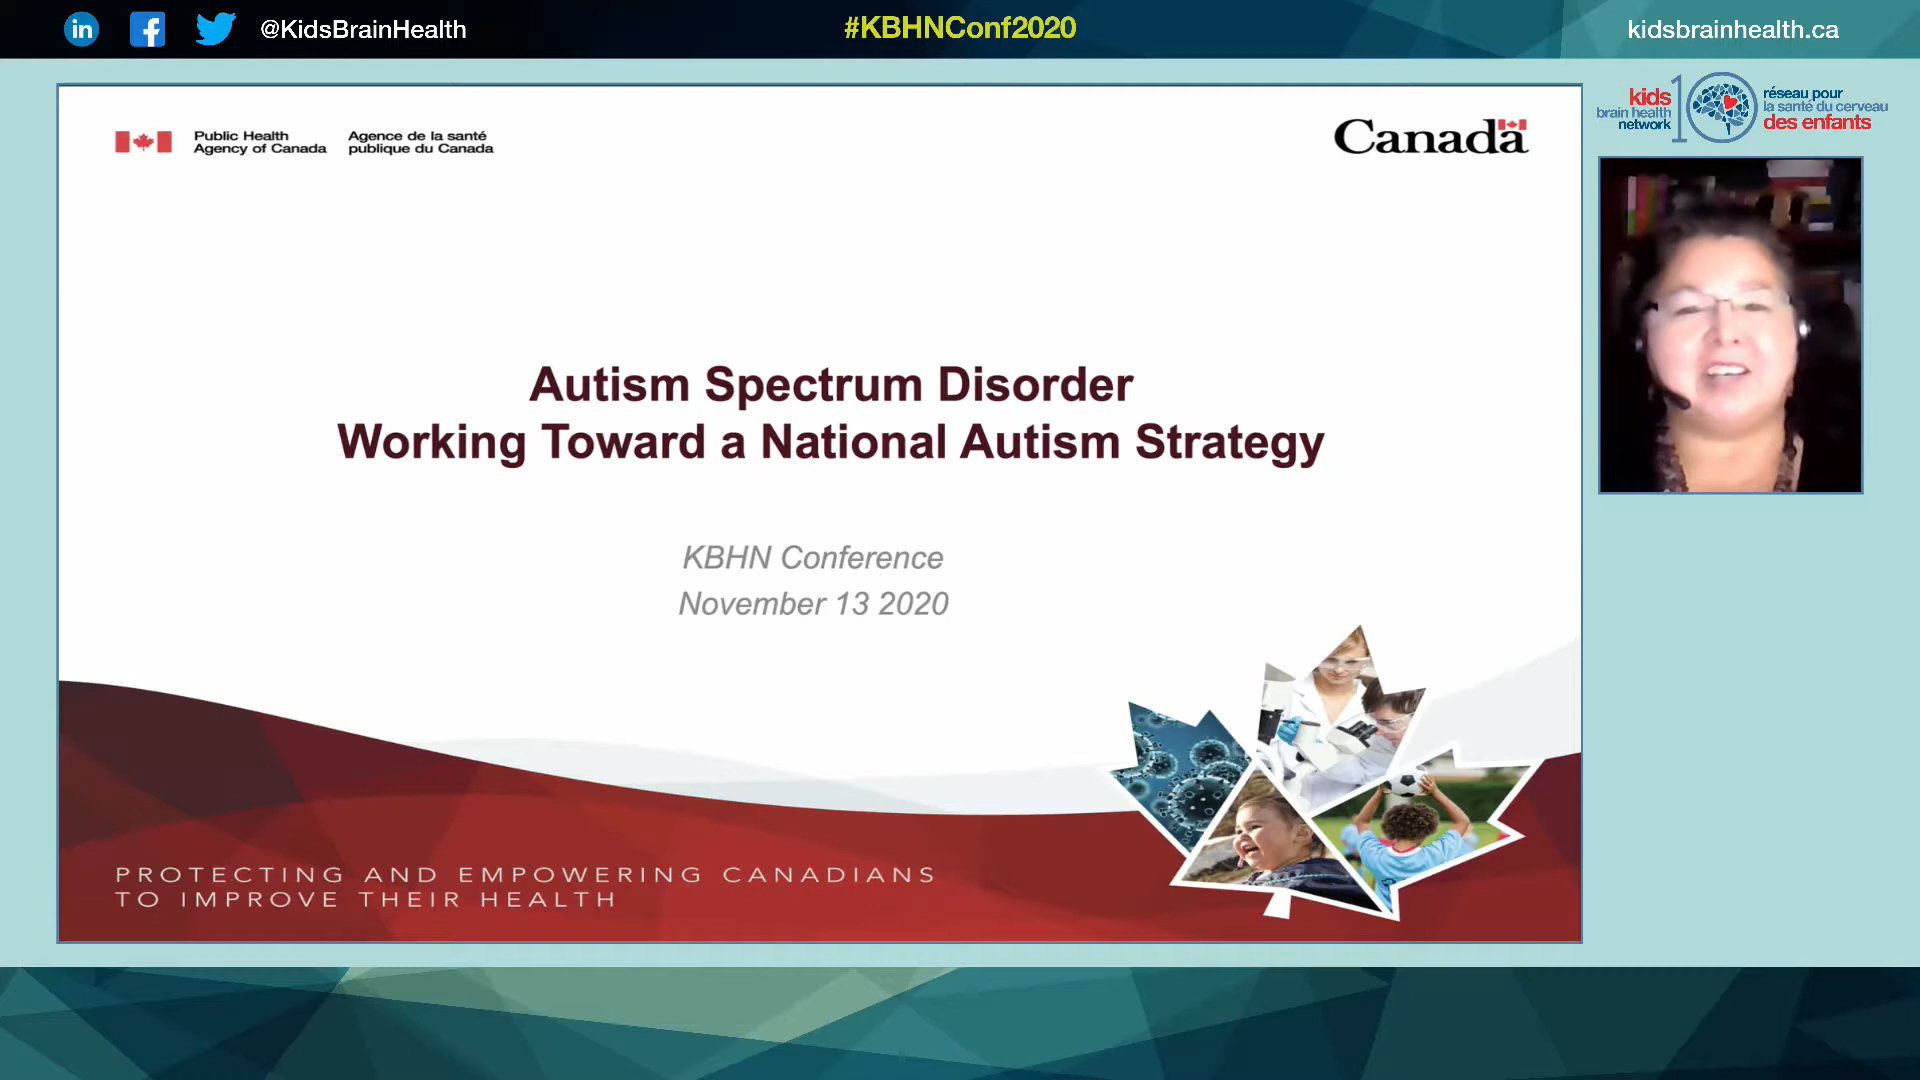 @KidsBrainHealth
#KBHNConf2020
kidsbrainhealth.ca
Public Health
Agency of Canada
Agence de la santé
publique du Canada
Canada
kids
brain health
network
10
réseau pour
la santé du cerveau
des enfants
Autism Spectrum Disorder
Working Toward a National Autism Strategy
KBHN Conference
November 13 2020
PROTECTING AND EMPOWERING CANADIANS
TO IMPROVE THEIR HEALTH
in
f